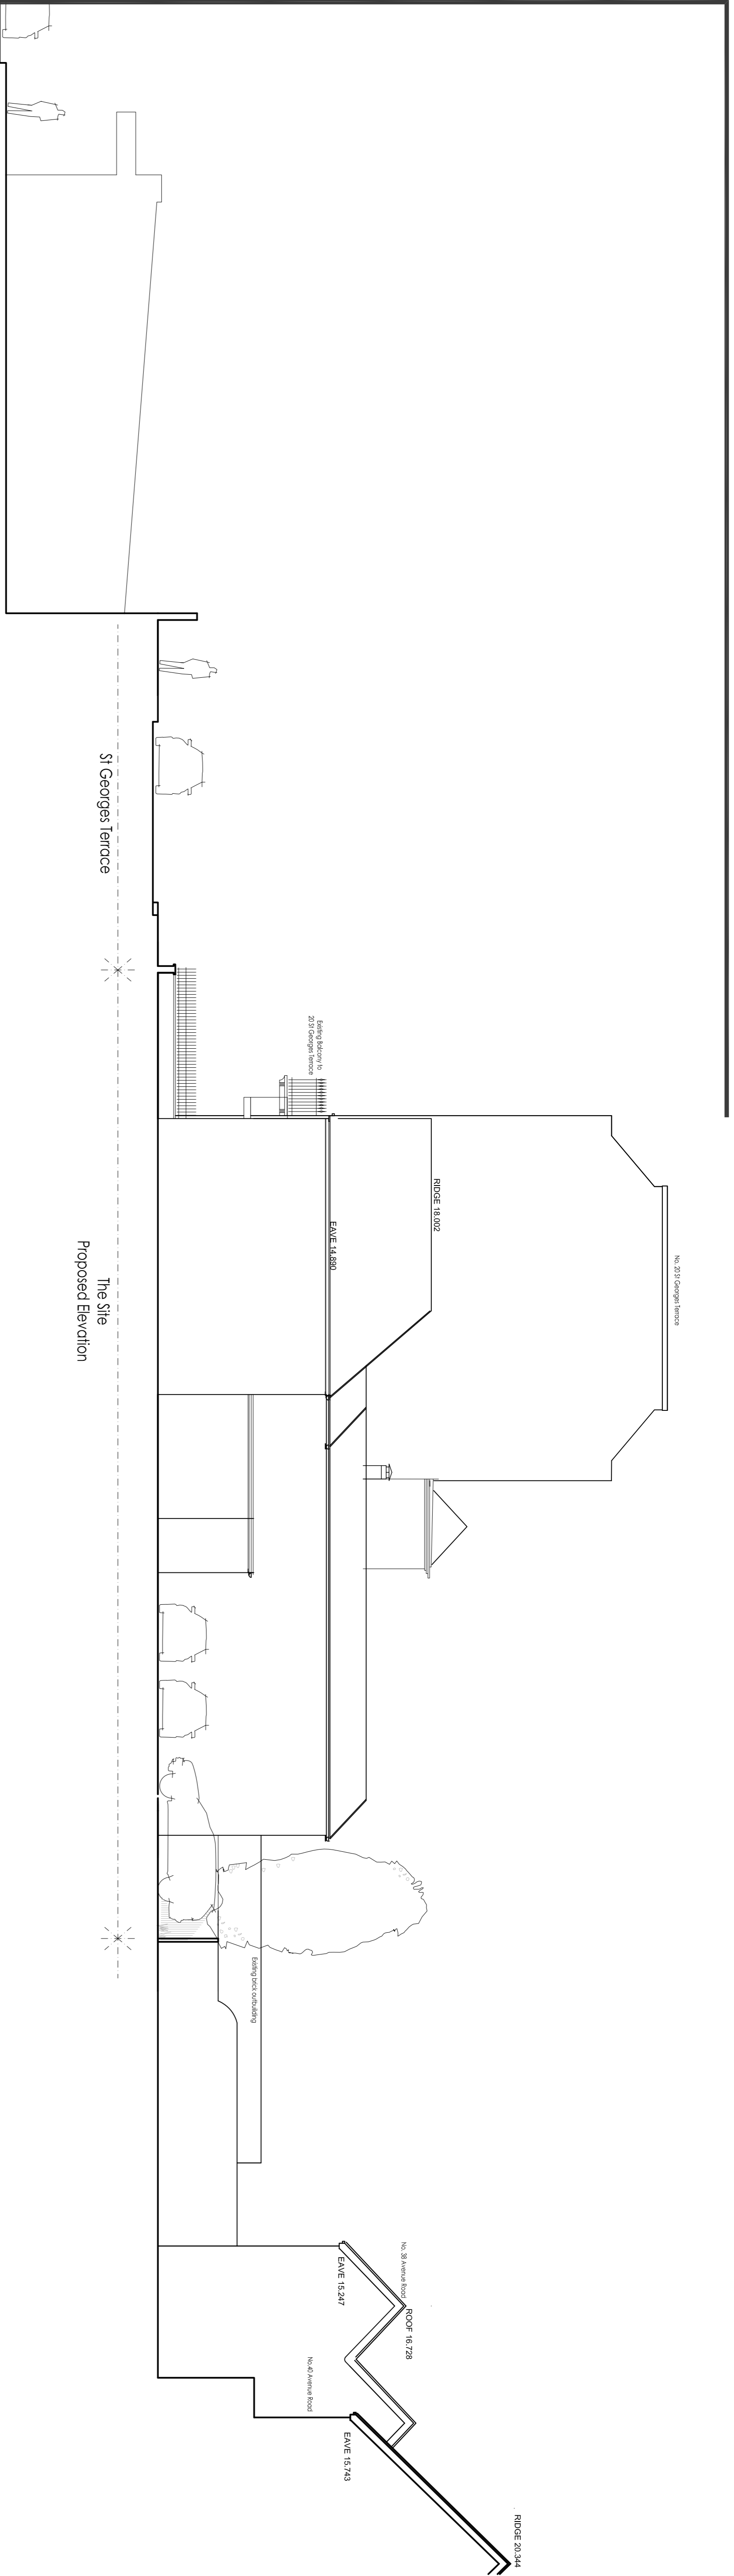 St Georges Terrace
Existing Balcony to
20 St Georges Terrace
RIDGE 18.002
EAVE 14.890
No. 20 St Georges Terrace
The Site
Proposed Elevation
Existing brick outbuilding
No. 38 Avenue Road
EAVE 15.247
ROOF 16.728
No.40 Avenue Road
EAVE 15.743
RIDGE 20.344